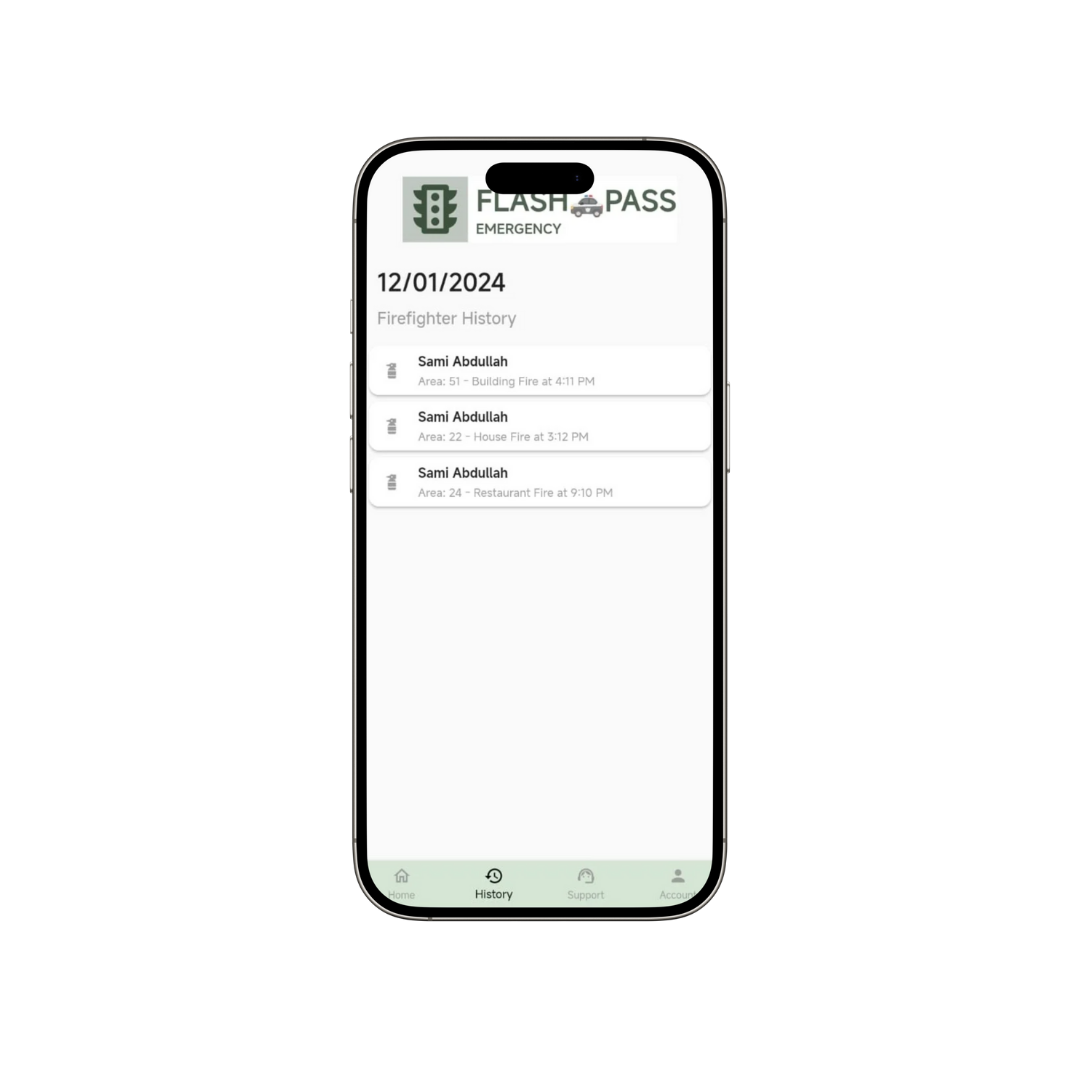 FLASH PASS
EMERGENCY
12/01/2024
Firefighter History
Sami Abdullah
Area: 51 - Building Fire at 4:11 PM
Sami Abdullah
Area: 22 - House Fire at 3:12 PM
Sami Abdullah
Area: 24 - Restaurant Fire at 9:10 PM
Home History Support Account